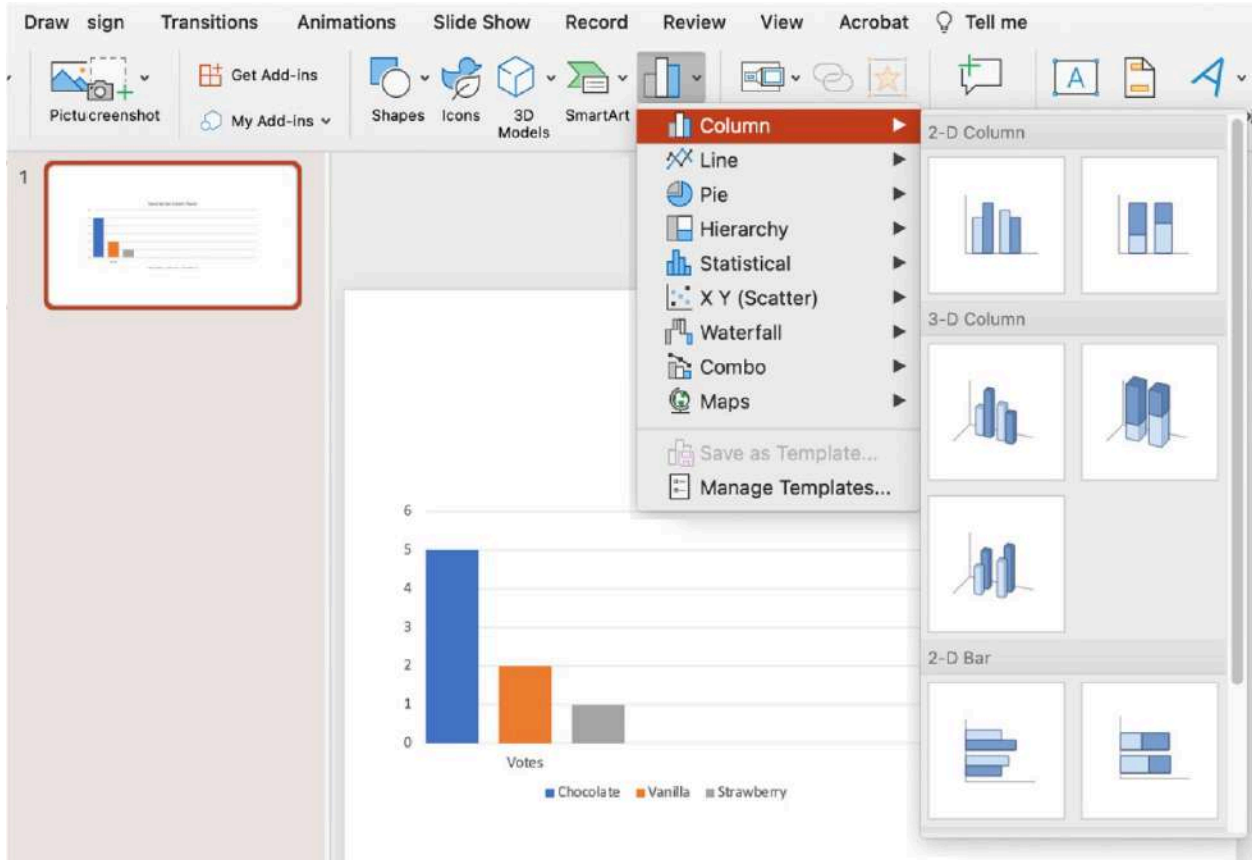 Draw sign Transitions Animations Slide Show Record Review View Acrobat Tell me
Get Add-ins
My Add-ins
Pictu creenshot
Shapes Icons 3D Models SmartArt
A
Column
Line
Pie
Hierarchy
Statistical
X Y (Scatter)
Waterfall
Combo
Maps
Save as Template...
Manage Templates...
2-D Column
3-D Column
2-D Bar
1
6
5
4
3
2
1
0
Votes
Chocolate Vanilla Strawberry